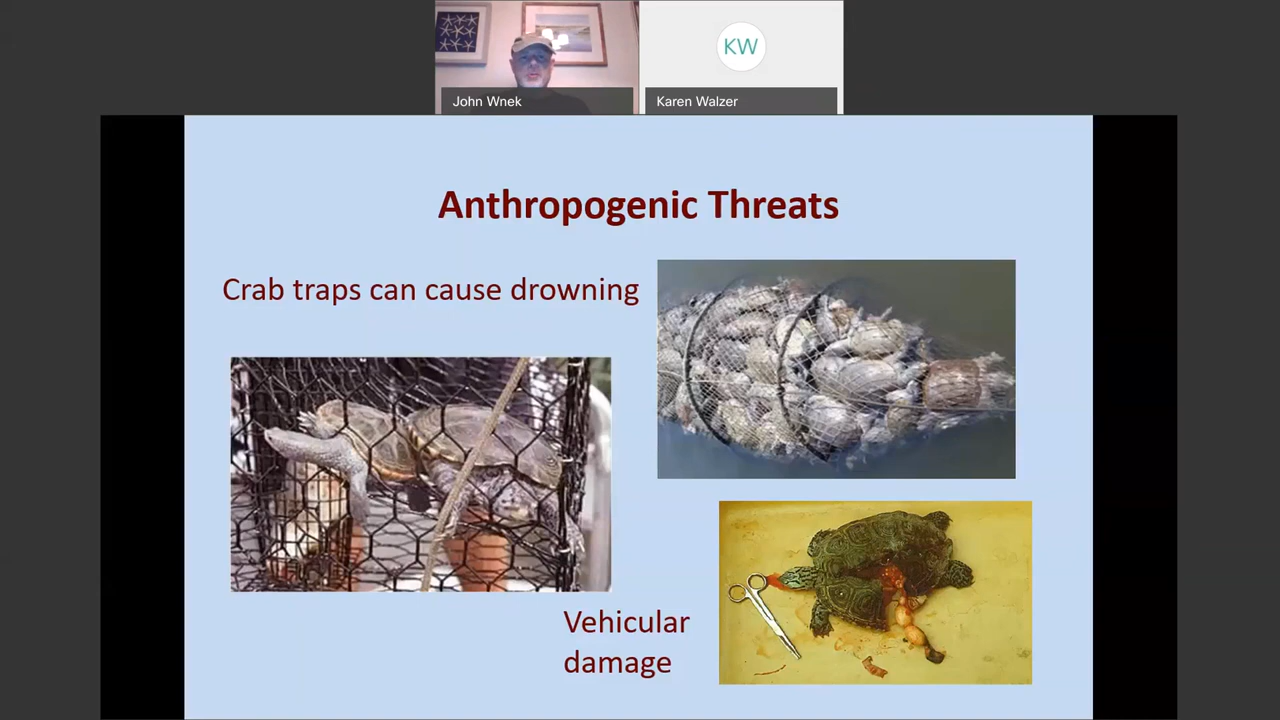 KW
John Wnek
Karen Walzer
Anthropogenic Threats
Crab traps can cause drowning
Vehicular
damage